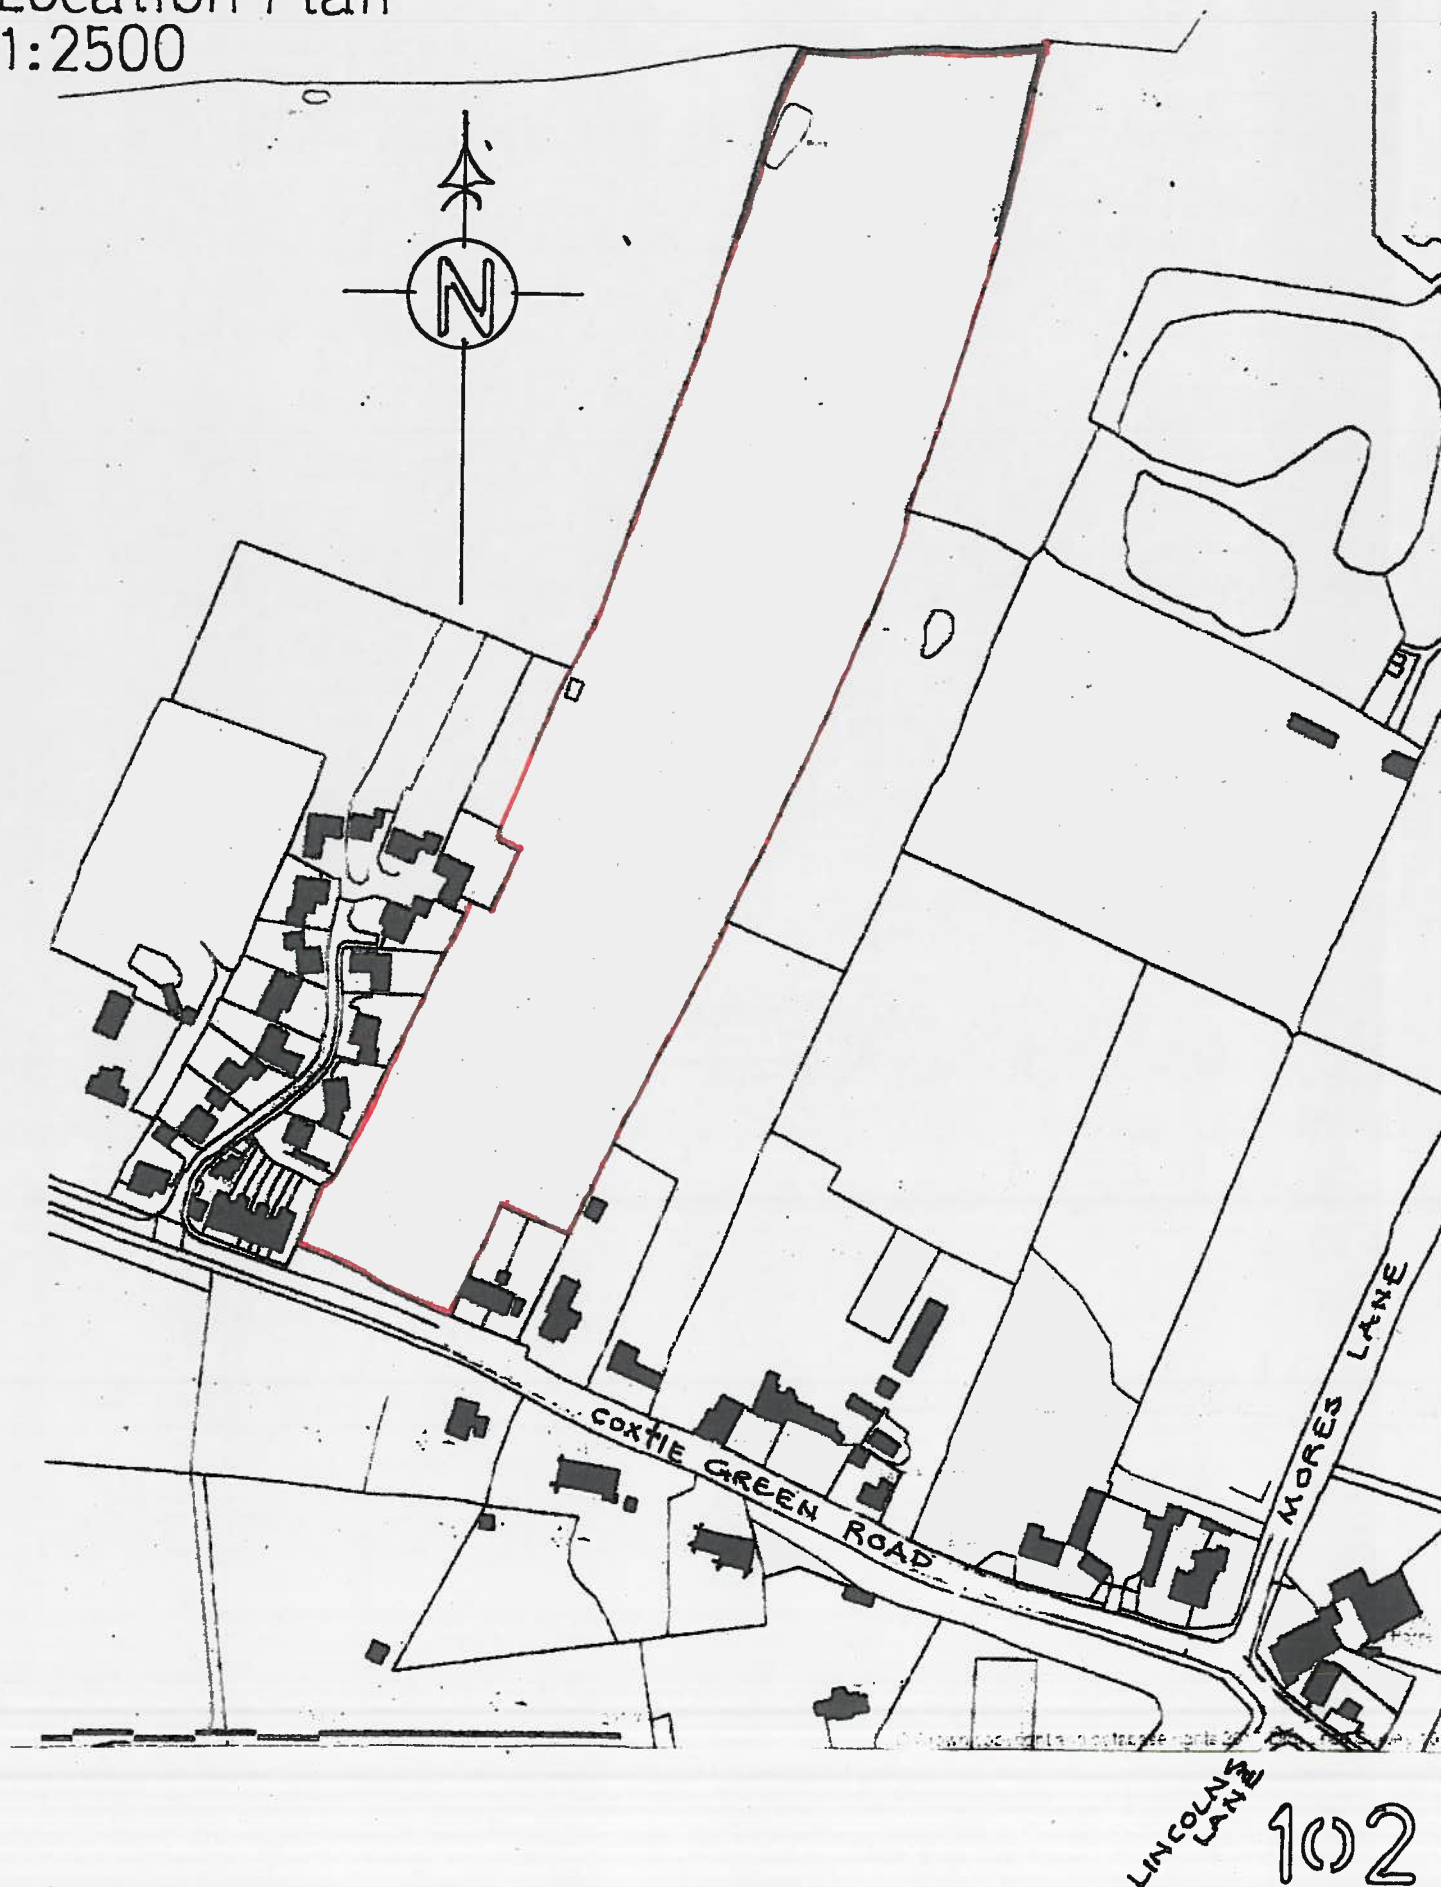 Location Plan
1:2500
N
COXTIE GREEN ROAD
MORES LANE
LINCOLNS
LANE
102